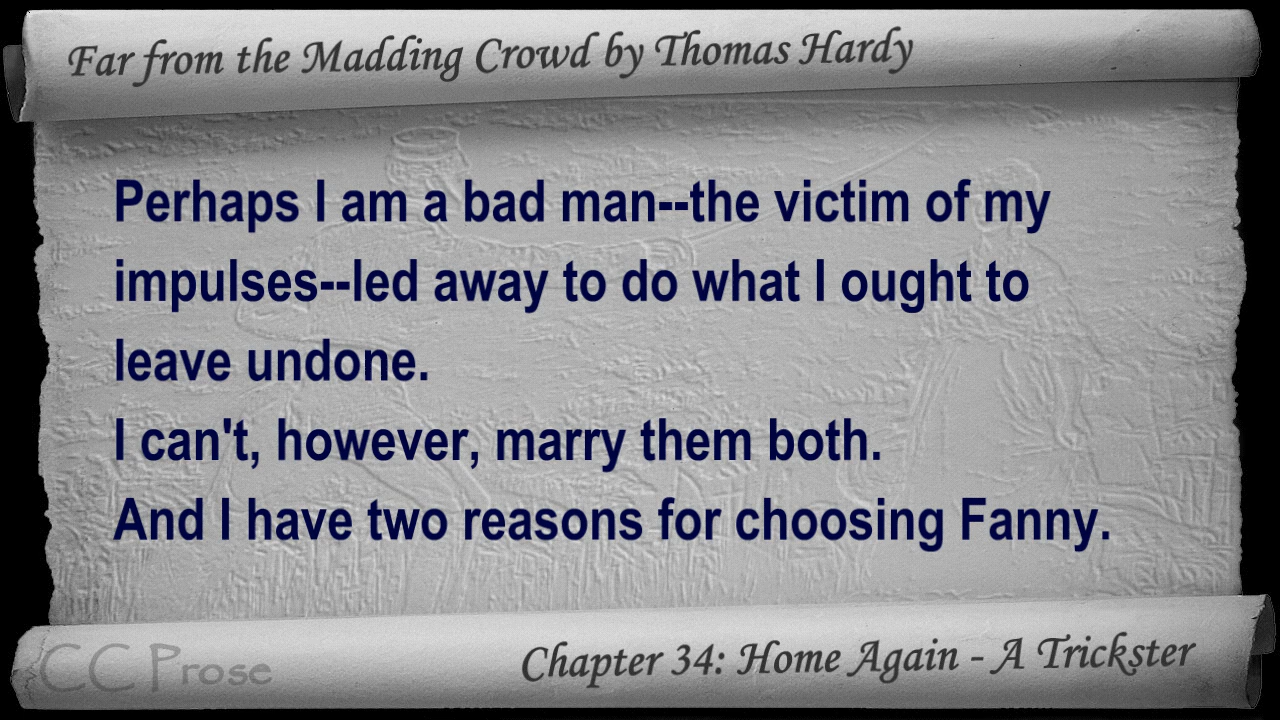 Far from the Madding Crowd by Thomas Hardy
Perhaps I am a bad man--the victim of my
impulses--led away to do what I ought to
leave undone.
I can't, however, marry them both.
And I have two reasons for choosing Fanny.
CC Prose
Chapter 34: Home Again - A Trickster